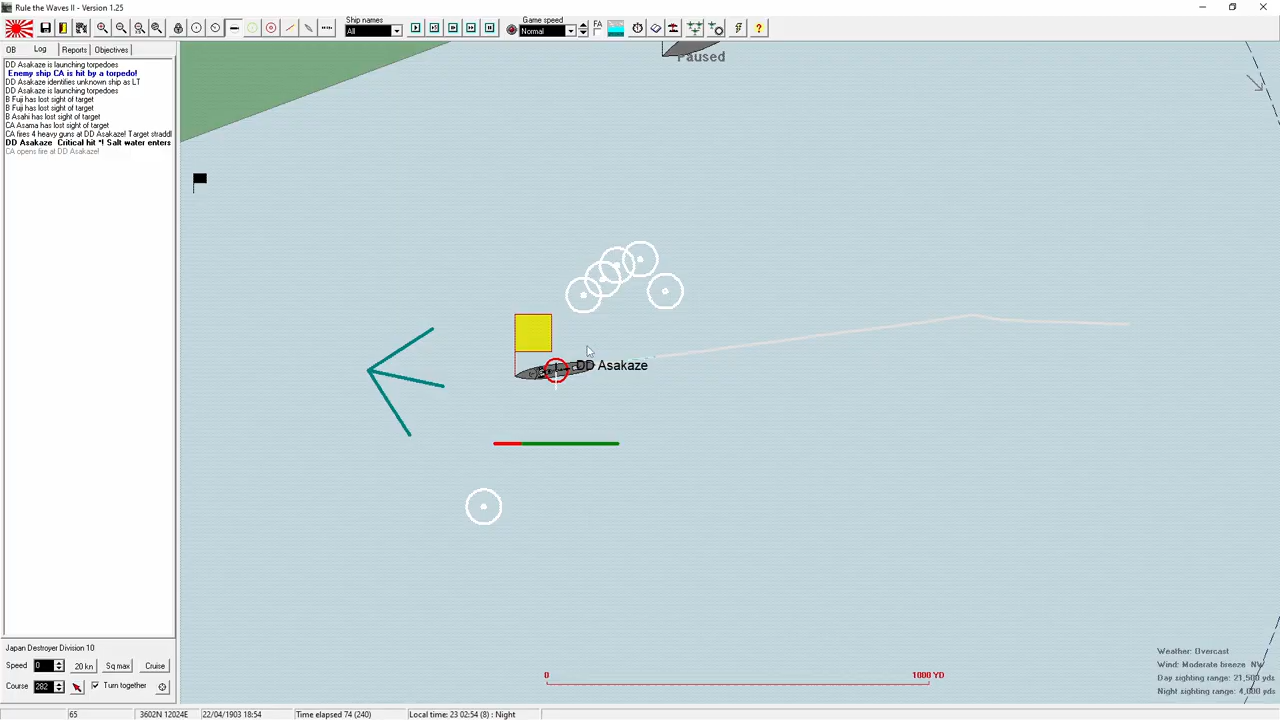 Rule the Waves II - Version 1.25
Ship names
All
Game speed
Normal
FA
OB Log Reports Objectives
DD Asakaze is launching torpedoes
Enemy ship CA is hit by a torpedo!
DD Asakaze identifies unknown ship as LT
DD Asakaze is launching torpedoes
B Fuji has lost sight of target
B Fuji has lost sight of target
B Asahi has lost sight of target
CA Asama has lost sight of target
CA fires 4 heavy guns at DD Asakaze! Target straddl
DD Asakaze Critical hit *! Salt water enters
CA opens fire at DD Asakaze!
Paused
DD Asakaze
0 1000 YD
Weather: Overcast
Wind: Moderate breeze NW
Day sighting range: 21,500 yds
Night sighting range: 4,000 yds
Japan Destroyer Division 10
Speed 0 20 kn Sq max Cruise
Course 282 Turn together
65 3602N 12024E 22/04/1903 18:54 Time elapsed 74 (240) Local time: 23 02:54 (8) : Night